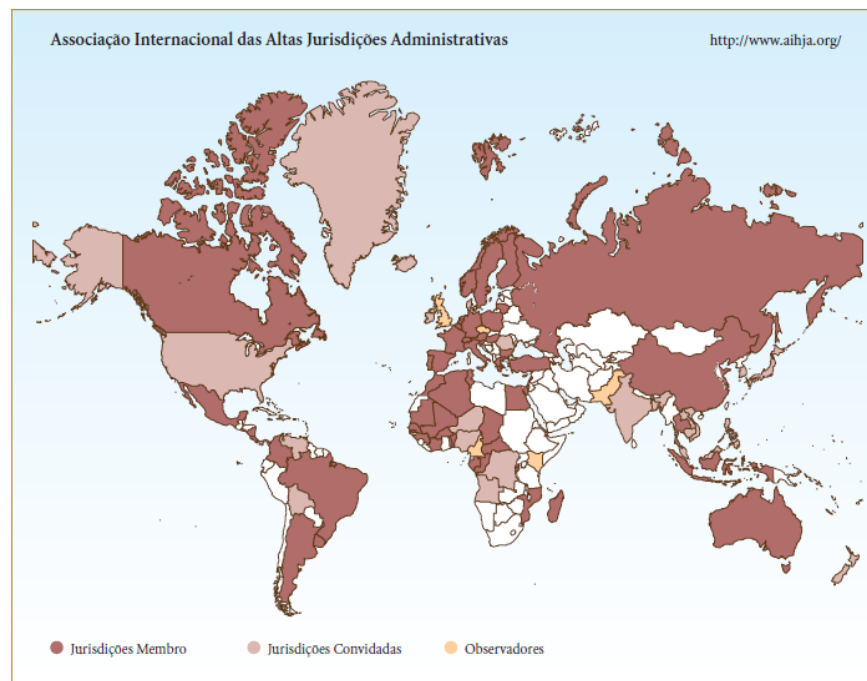 Associação Internacional das Altas Jurisdições Administrativas http://www.aihja.org/
Jurisdições Membro Jurisdições Convidadas Observadores